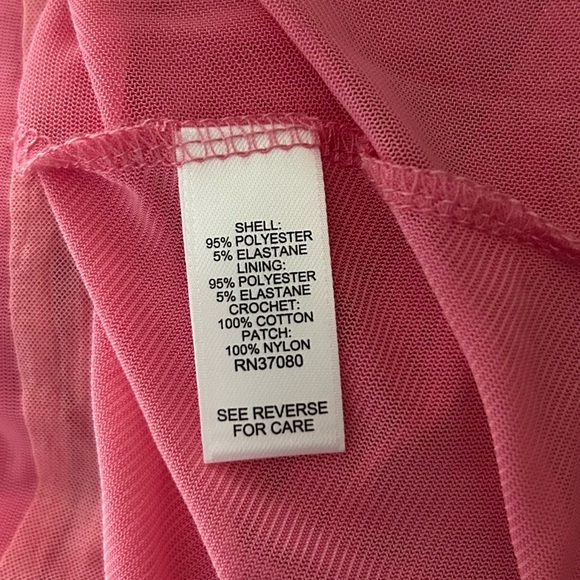 SHELL:
95% POLYESTER
5% ELASTANE
LINING:
95% POLYESTER
5% ELASTANE
CROCHET:
100% COTTON
PATCH:
100% NYLON
RN37080
SEE REVERSE
FOR CARE